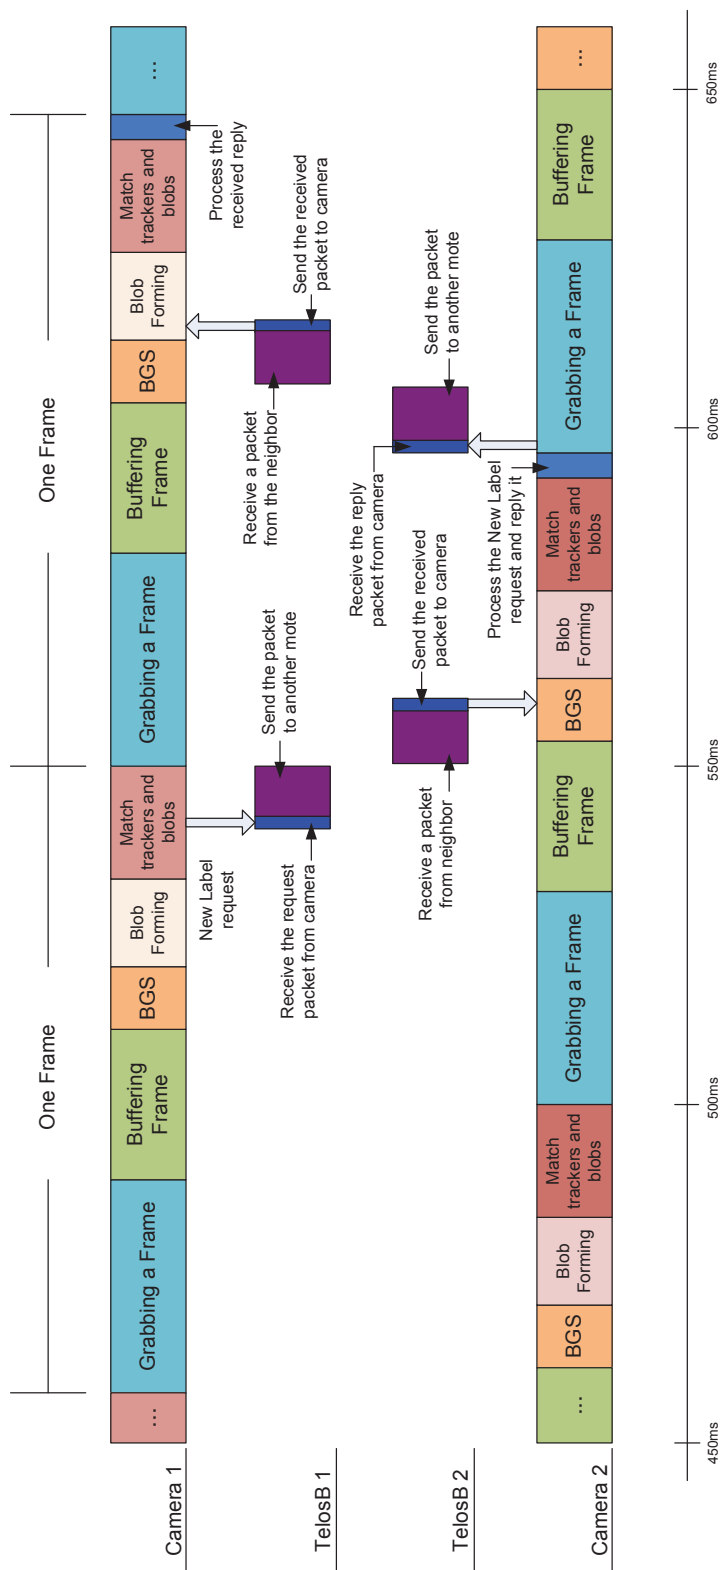 One Frame
One Frame
Camera 1
...
Grabbing a Frame
Buffering
Frame
BGS
Blob
Forming
Match
trackers and
blobs
Grabbing a Frame
Buffering
Frame
BGS
Blob
Forming
Match
trackers and
blobs
...
New Label
request
Process the
received reply
TelosB 1
Receive the request
packet from camera
Send the packet
to another mote
Receive a packet
from the neighbor
Send the received
packet to camera
TelosB 2
Receive a packet
from neighbor
Send the received
packet to camera
Receive the reply
packet from camera
Send the packet
to another mote
Process the New Label
request and reply it
Camera 2
...
BGS
Blob
Forming
Match
trackers and
blobs
Grabbing a Frame
Buffering
Frame
BGS
Blob
Forming
Match
trackers and
blobs
Grabbing a Frame
Buffering
Frame
...
450ms
500ms
550ms
600ms
650ms